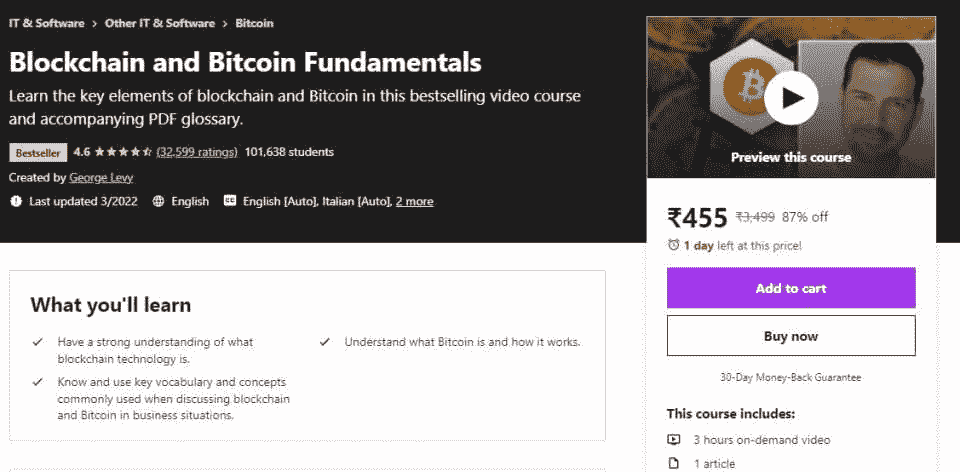 IT & Software > Other IT & Software > Bitcoin
Blockchain and Bitcoin Fundamentals
Learn the key elements of blockchain and Bitcoin in this bestselling video course
and accompanying PDF glossary.
Bestseller 4.6 (32,599 ratings) 101,638 students
Created by George Levy
Last updated 3/2022 English English [Auto], Italian [Auto], 2 more
What you'll learn
Have a strong understanding of what
blockchain technology is.
Know and use key vocabulary and concepts
commonly used when discussing blockchain
and Bitcoin in business situations.
Understand what Bitcoin is and how it works.
Preview this course
₹455 ₹3,499 87% off
1 day left at this price!
Add to cart
Buy now
30-Day Money-Back Guarantee
This course includes:
3 hours on-demand video
1 article